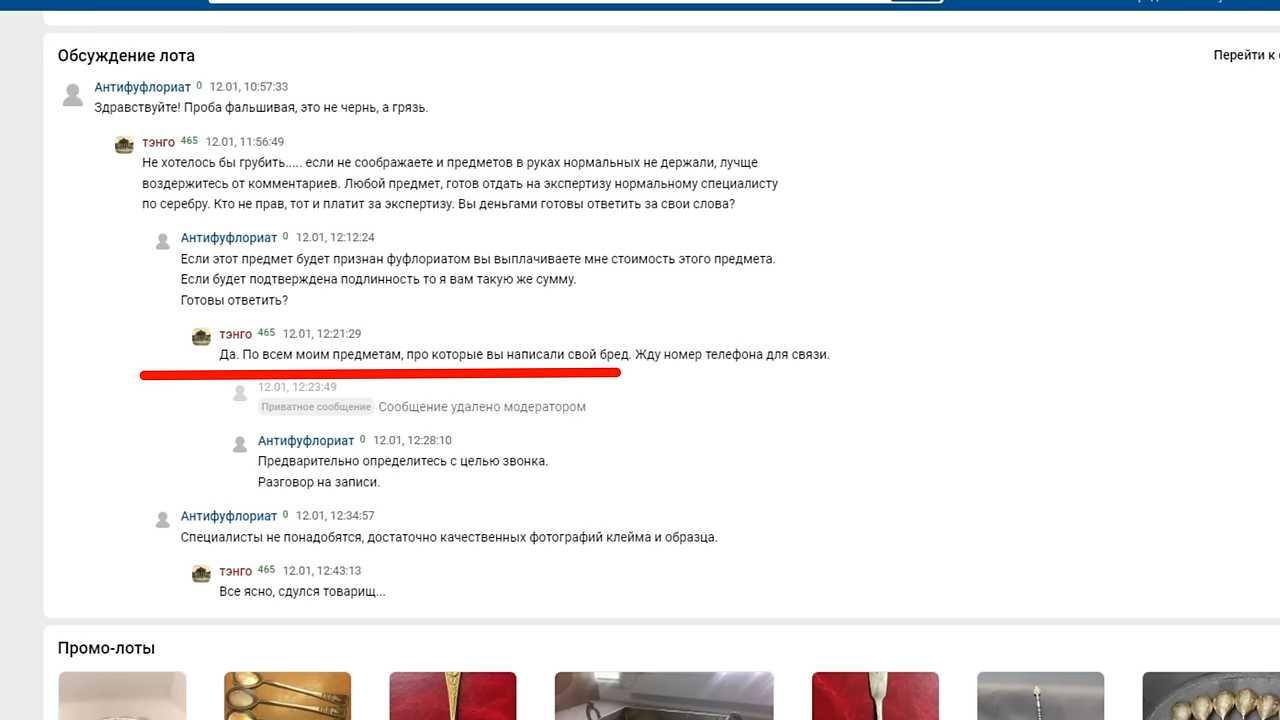 Обсуждение лота
Перейти к
Антифуфлориат 0 12.01, 10:57:33
Здравствуйте! Проба фальшивая, это не чернь, а грязь.
тэнго 465 12.01, 11:56:49
Не хотелось бы грубить..... если не соображаете и предметов в руках нормальных не держали, лучще
воздержитесь от комментариев. Любой предмет, готов отдать на экспертизу нормальному специалисту
по серебру. Кто не прав, тот и платит за экспертизу. Вы деньгами готовы ответить за свои слова?
Антифуфлориат 0 12.01, 12:12:24
Если этот предмет будет признан фуфлориатом вы выплачиваете мне стоимость этого предмета.
Если будет подтверждена подлинность то я вам такую же сумму.
Готовы ответить?
тэнго 465 12.01, 12:21:29
Да. По всем моим предметам, про которые вы написали свой бред. Жду номер телефона для связи.
12.01, 12:23:49
Приватное сообщение Сообщение удалено модератором
Антифуфлориат 0 12.01, 12:28:10
Предварительно определитесь с целью звонка.
Разговор на записи.
Антифуфлориат 0 12.01, 12:34:57
Специалисты не понадобятся, достаточно качественных фотографий клейма и образца.
тэнго 465 12.01, 12:43:13
Все ясно, сдулся товарищ...
Промо-лоты